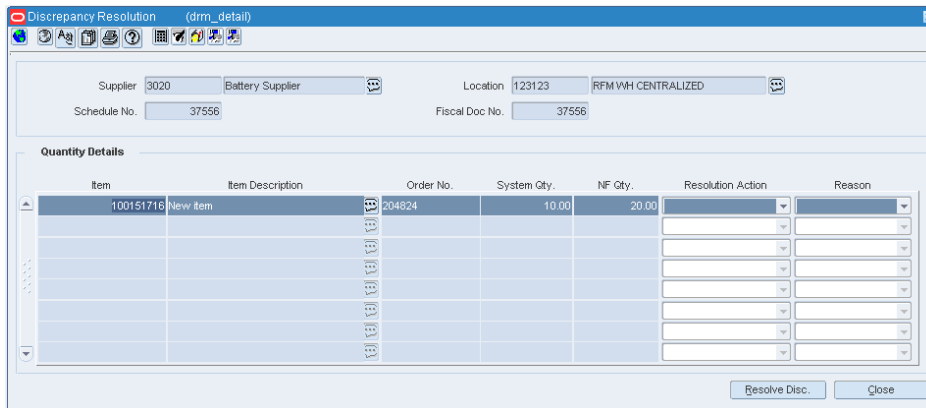 Discrepancy Resolution (drm_detail)
Supplier 3020 Battery Supplier Location 123123 RFM WH CENTRALIZED
Schedule No. 37556 Fiscal Doc No. 37556
Quantity Details
Item Item Description Order No. System Qty. NF Qty. Resolution Action Reason
100151716 New item 204824 10.00 20.00
Resolve Disc. Close